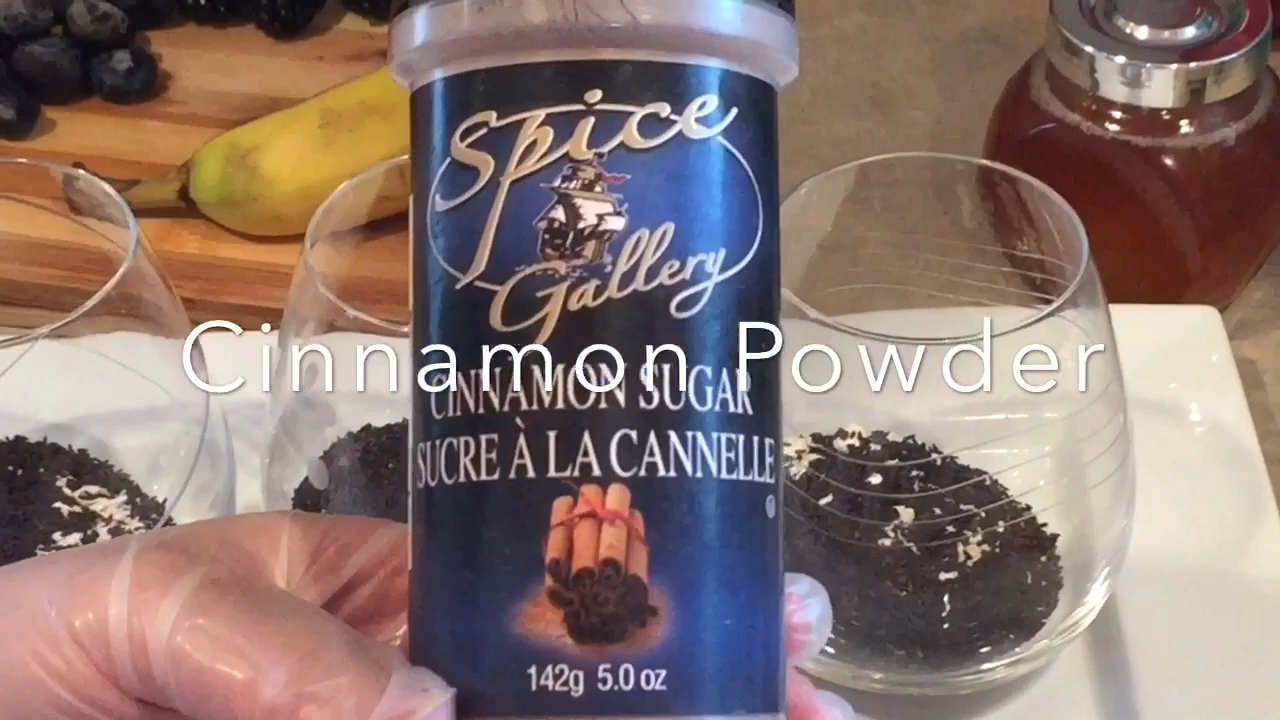 Spice
Gallery
Cinnamon Powder
CINNAMON SUGAR
SUCRE À LA CANNELLE
®
142g 5.0 oz